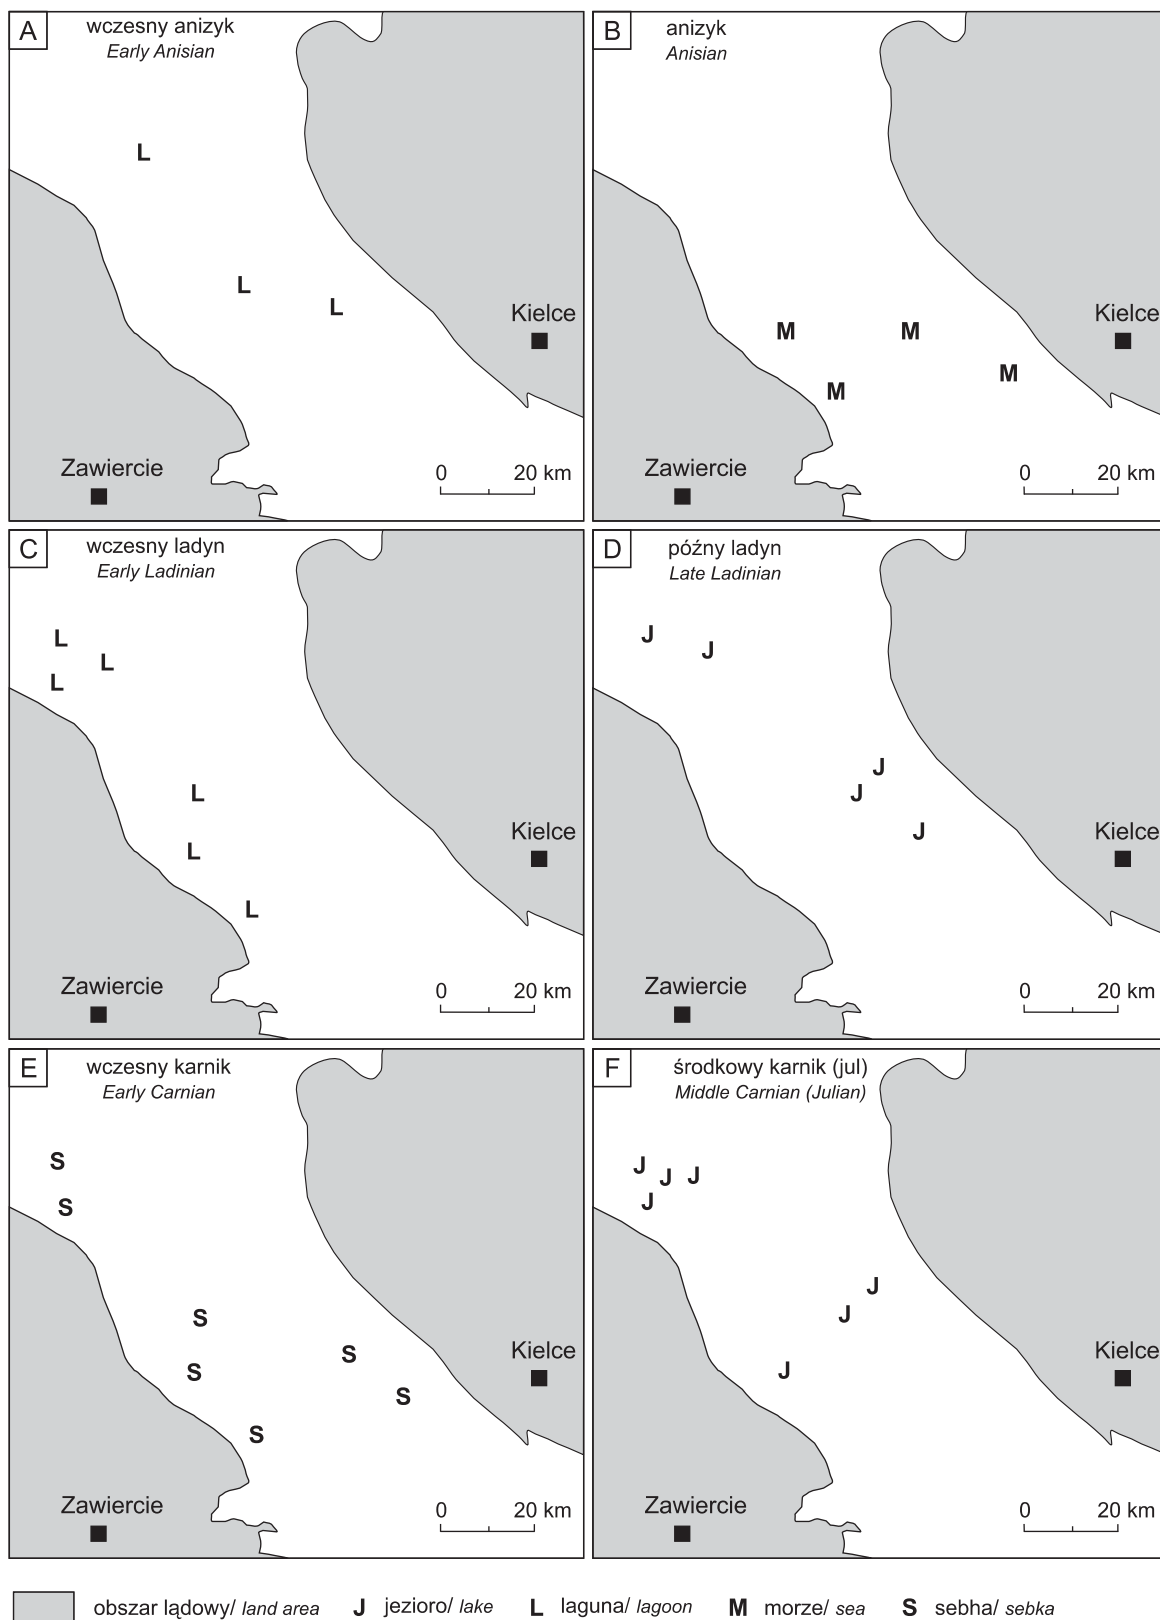 A
wczesny anizyk
Early Anisian
L
L
L
Kielce
Zawiercie
0 20 km
B
anizyk
Anisian
M
M
M
M
Kielce
Zawiercie
0 20 km
C
wczesny ladyn
Early Ladinian
L
L
L
L
L
L
Kielce
Zawiercie
0 20 km
D
późny ladyn
Late Ladinian
J
J
J
J
J
Kielce
Zawiercie
0 20 km
E
wczesny karnik
Early Carnian
S
S
S
S
S
S
S
Kielce
Zawiercie
0 20 km
F
środkowy karnik (jul)
Middle Carnian (Julian)
J
J
J
J
J
J
J
Kielce
Zawiercie
0 20 km
obszar lądowy/ land area J jezioro/ lake L laguna/ lagoon M morze/ sea S sebha/ sebka